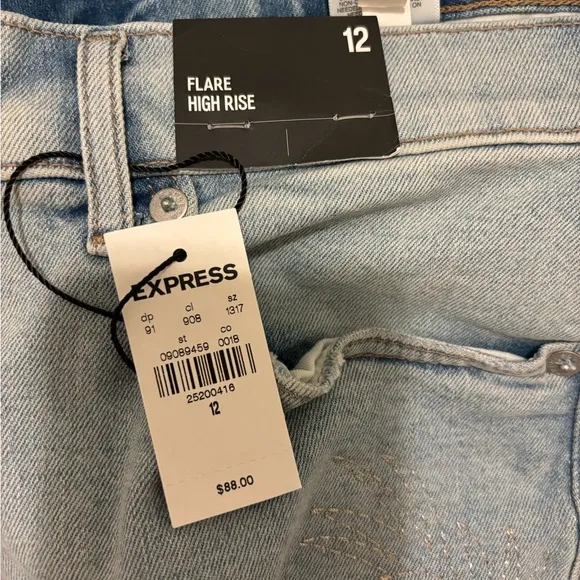 12
FLARE
HIGH RISE
EXPRESS
dp cl sz
91 908 1317
st co
09089459 0018
25200416
12
$88.00